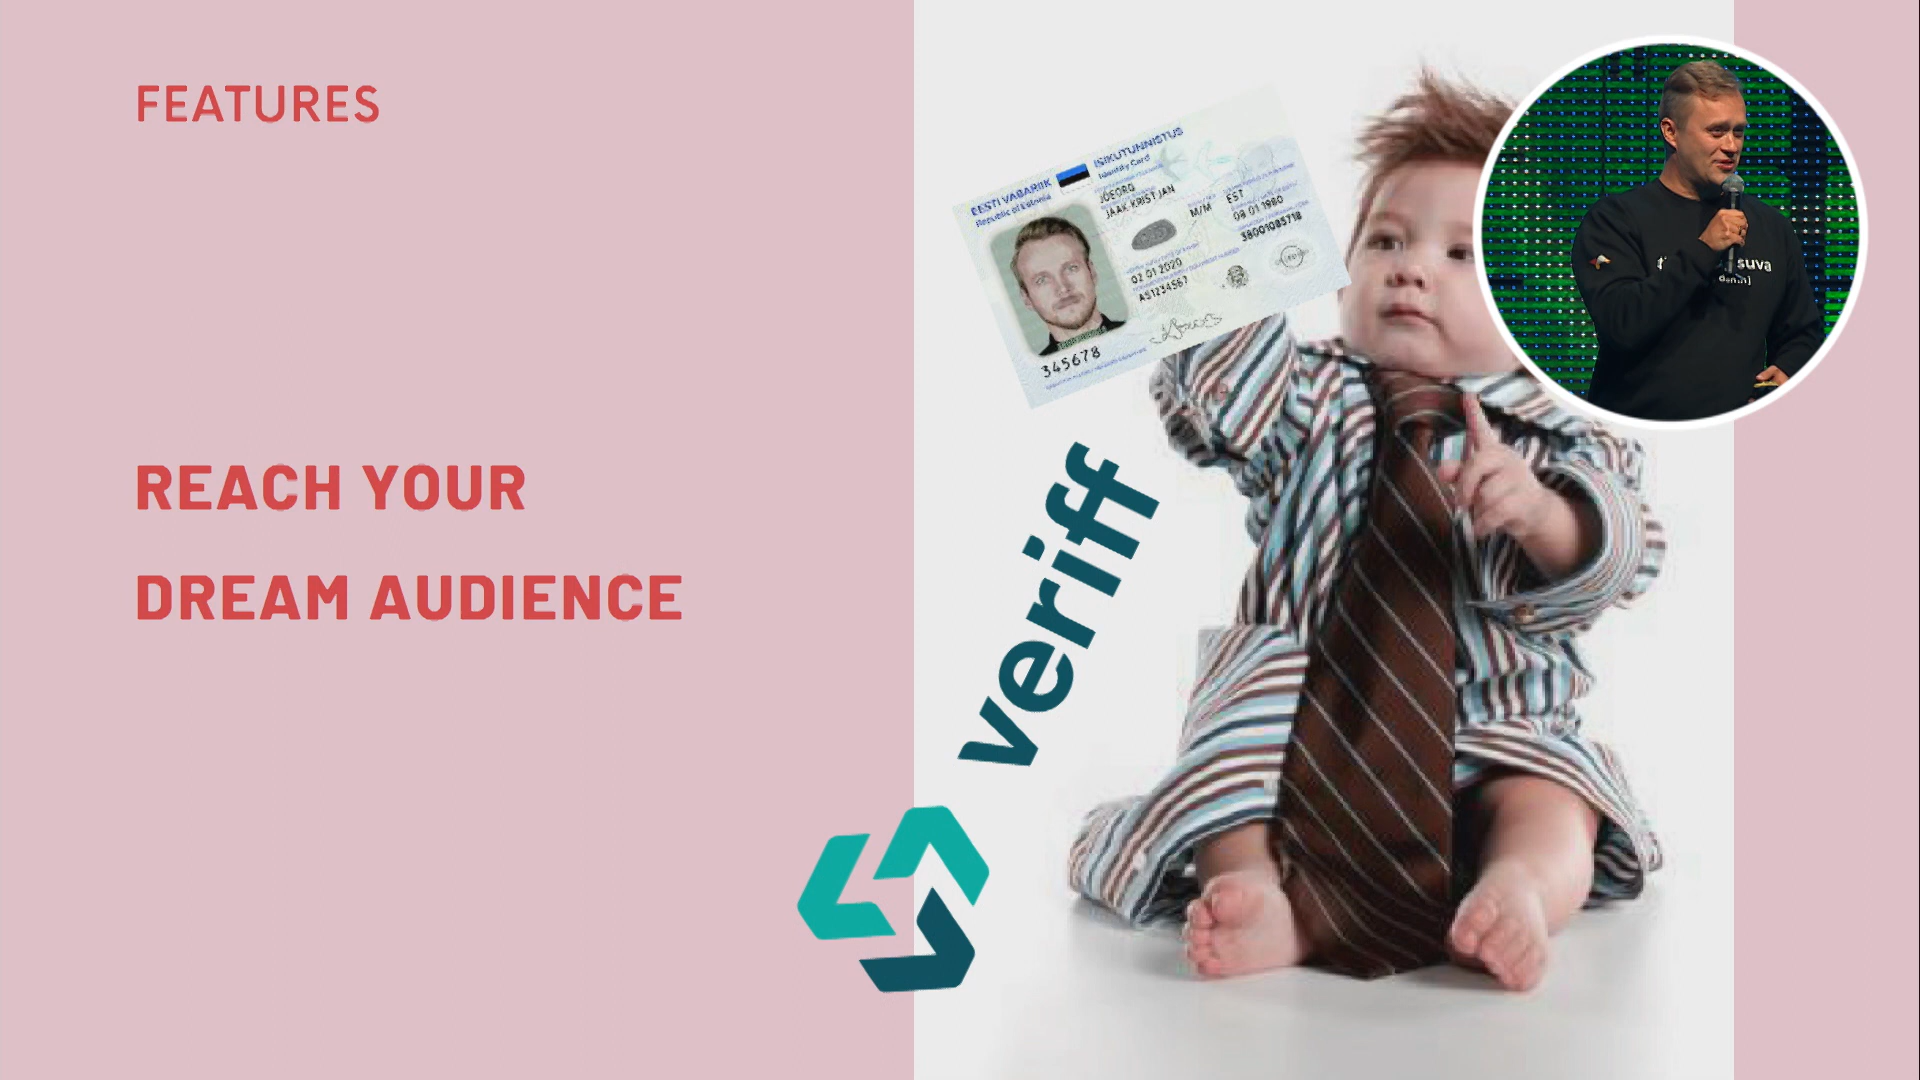 FEATURES
REACH YOUR
DREAM AUDIENCE
EESTI VABARIIK
Republic of Estonia
ISIKUTUNNISTUS
Identity Card
JÕEORG
JAAK KRISTJAN
M/M
EST
08 01 1980
38001085718
02 01 2020
AS1234567
345678
veriff
suva